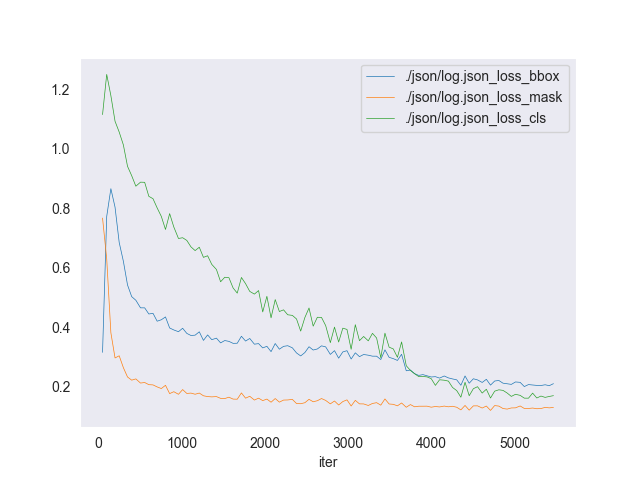 1.2
1.0
0.8
0.6
0.4
0.2
./json/log.json_loss_bbox
./json/log.json_loss_mask
./json/log.json_loss_cls
0 1000 2000 3000 4000 5000
iter